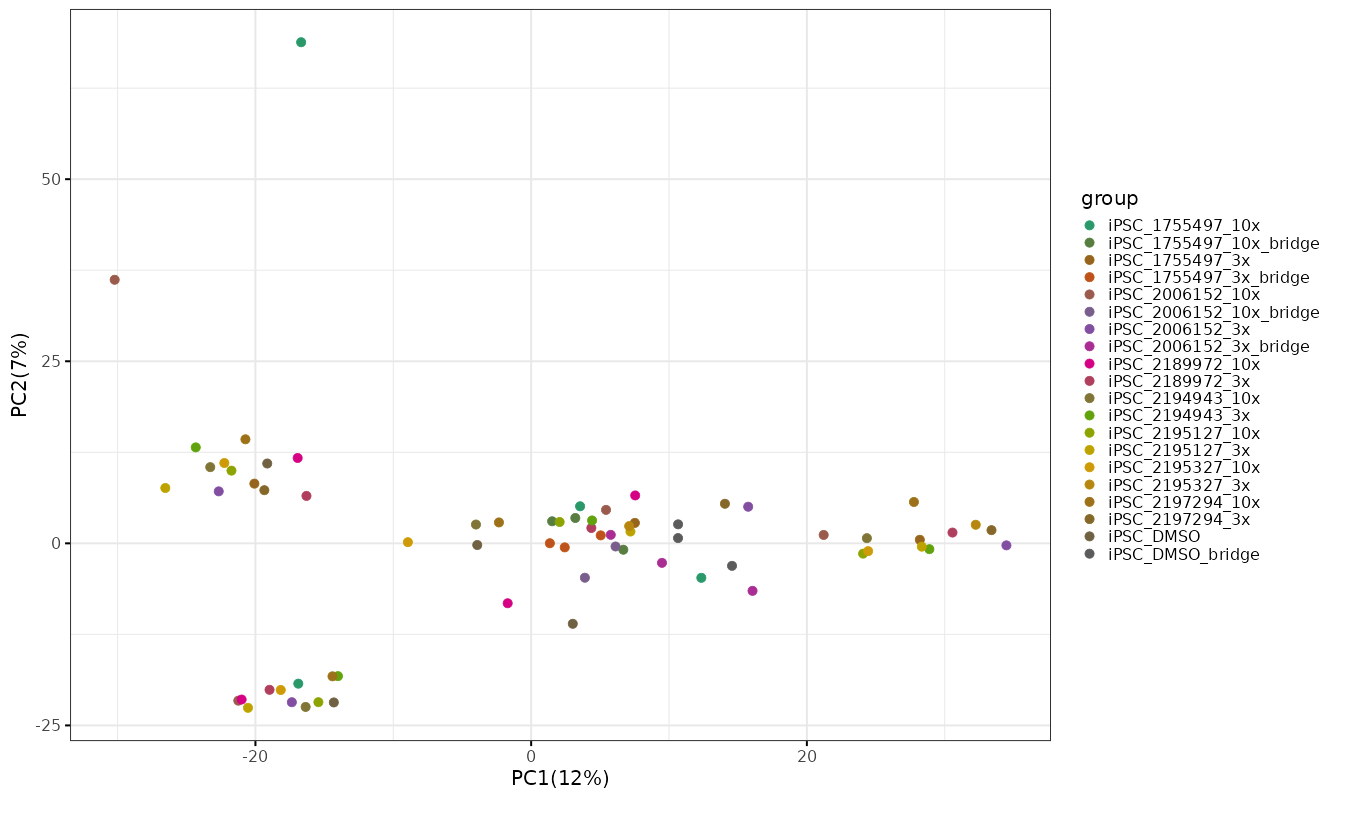 50
25
0
-25
PC2(7%)
-20
0
20
PC1(12%)
group
iPSC_1755497_10x
iPSC_1755497_10x_bridge
iPSC_1755497_3x
iPSC_1755497_3x_bridge
iPSC_2006152_10x
iPSC_2006152_10x_bridge
iPSC_2006152_3x
iPSC_2006152_3x_bridge
iPSC_2189972_10x
iPSC_2189972_3x
iPSC_2194943_10x
iPSC_2194943_3x
iPSC_2195127_10x
iPSC_2195127_3x
iPSC_2195327_10x
iPSC_2195327_3x
iPSC_2197294_10x
iPSC_2197294_3x
iPSC_DMSO
iPSC_DMSO_bridge